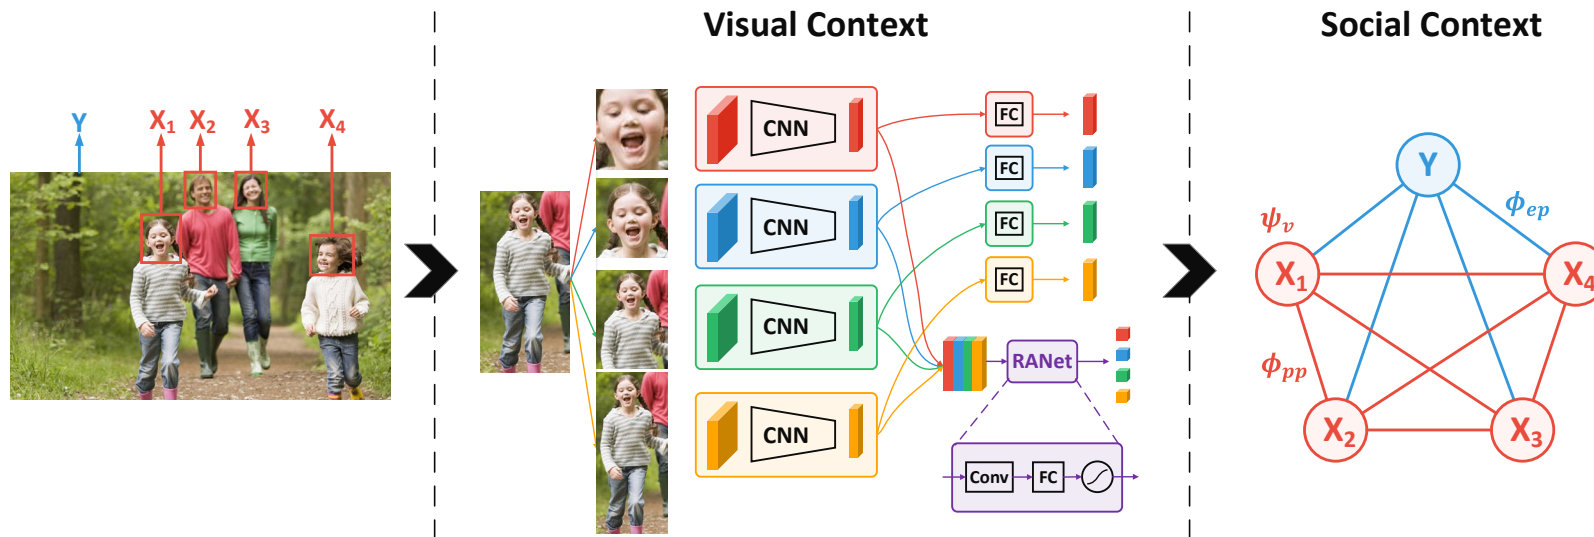 Visual Context
Social Context
Y
X1
X2
X3
X4
CNN
CNN
CNN
CNN
FC
FC
FC
FC
RANet
Conv
FC
Y
ϕep
ψv
X1
X4
ϕpp
X2
X3